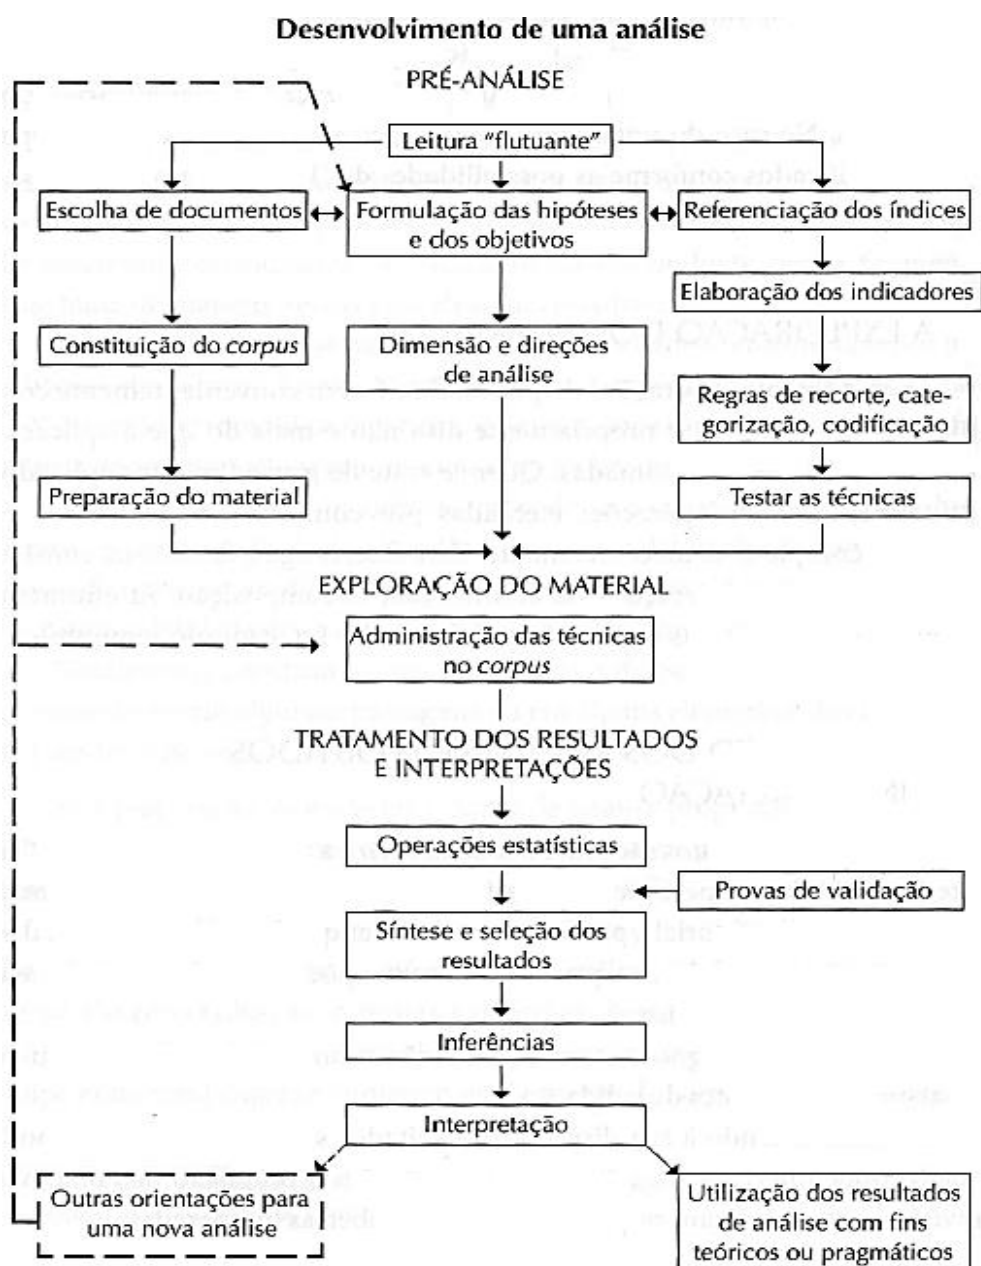 Desenvolvimento de uma análise
PRÉ-ANÁLISE
Leitura “flutuante”
Escolha de documentos
Formulação das hipóteses
e dos objetivos
Referenciação dos índices
Elaboração dos indicadores
Constituição do corpus
Dimensão e direções
de análise
Regras de recorte, cate-
gorização, codificação
Preparação do material
Testar as técnicas
EXPLORAÇÃO DO MATERIAL
Administração das técnicas
no corpus
TRATAMENTO DOS RESULTADOS
E INTERPRETAÇÕES
Operações estatísticas
Provas de validação
Síntese e seleção dos
resultados
Inferências
Interpretação
Outras orientações para
uma nova análise
Utilização dos resultados
de análise com fins
teóricos ou pragmáticos